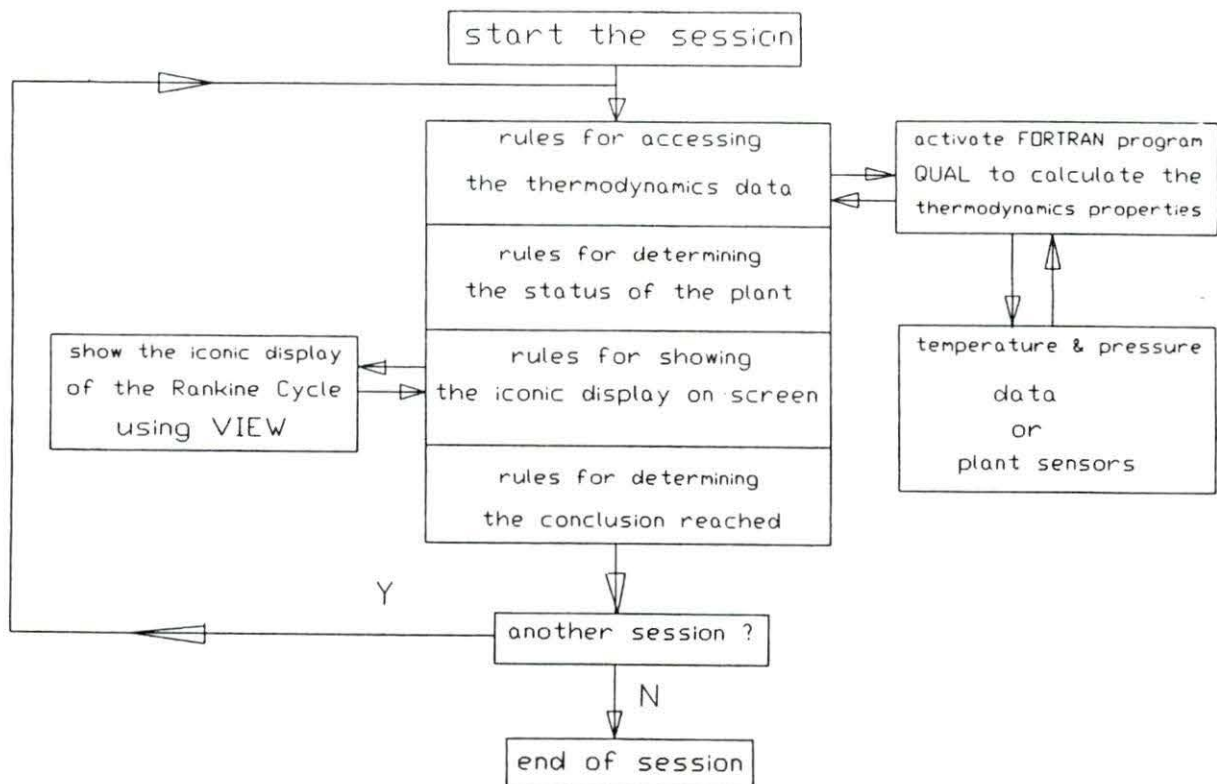 start the session
rules for accessing
the thermodynamics data
activate FORTRAN program
QUAL to calculate the
thermodynamics properties
rules for determining
the status of the plant
temperature & pressure
data
or
plant sensors
show the iconic display
of the Rankine Cycle
using VIEW
rules for showing
the iconic display on screen
rules for determining
the conclusion reached
Y
another session ?
N
end of session